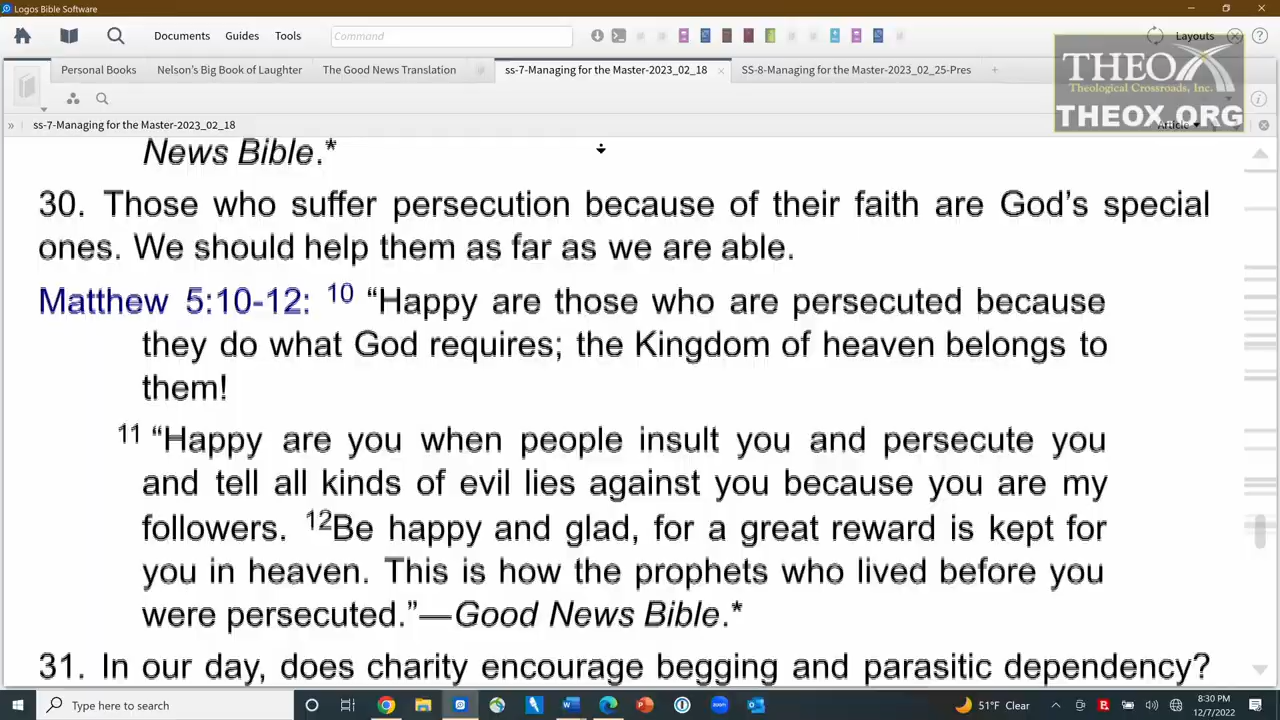 Logos Bible Software
Documents Guides Tools Command Layouts
Personal Books Nelson's Big Book of Laughter The Good News Translation ss-7-Managing for the Master-2023_02_18 SS-8-Managing for the Master-2023_02_25-Pres
THEOX
Theological Crossroads, Inc.
THEOX.ORG
ss-7-Managing for the Master-2023_02_18 Article
News Bible.*
30. Those who suffer persecution because of their faith are God's special
ones. We should help them as far as we are able.
Matthew 5:10-12: 10 “Happy are those who are persecuted because
they do what God requires; the Kingdom of heaven belongs to
them!
11 “Happy are you when people insult you and persecute you
and tell all kinds of evil lies against you because you are my
followers. 12Be happy and glad, for a great reward is kept for
you in heaven. This is how the prophets who lived before you
were persecuted.”—Good News Bible.*
31. In our day, does charity encourage begging and parasitic dependency?
Type here to search
51°F Clear
8:30 PM
12/7/2022